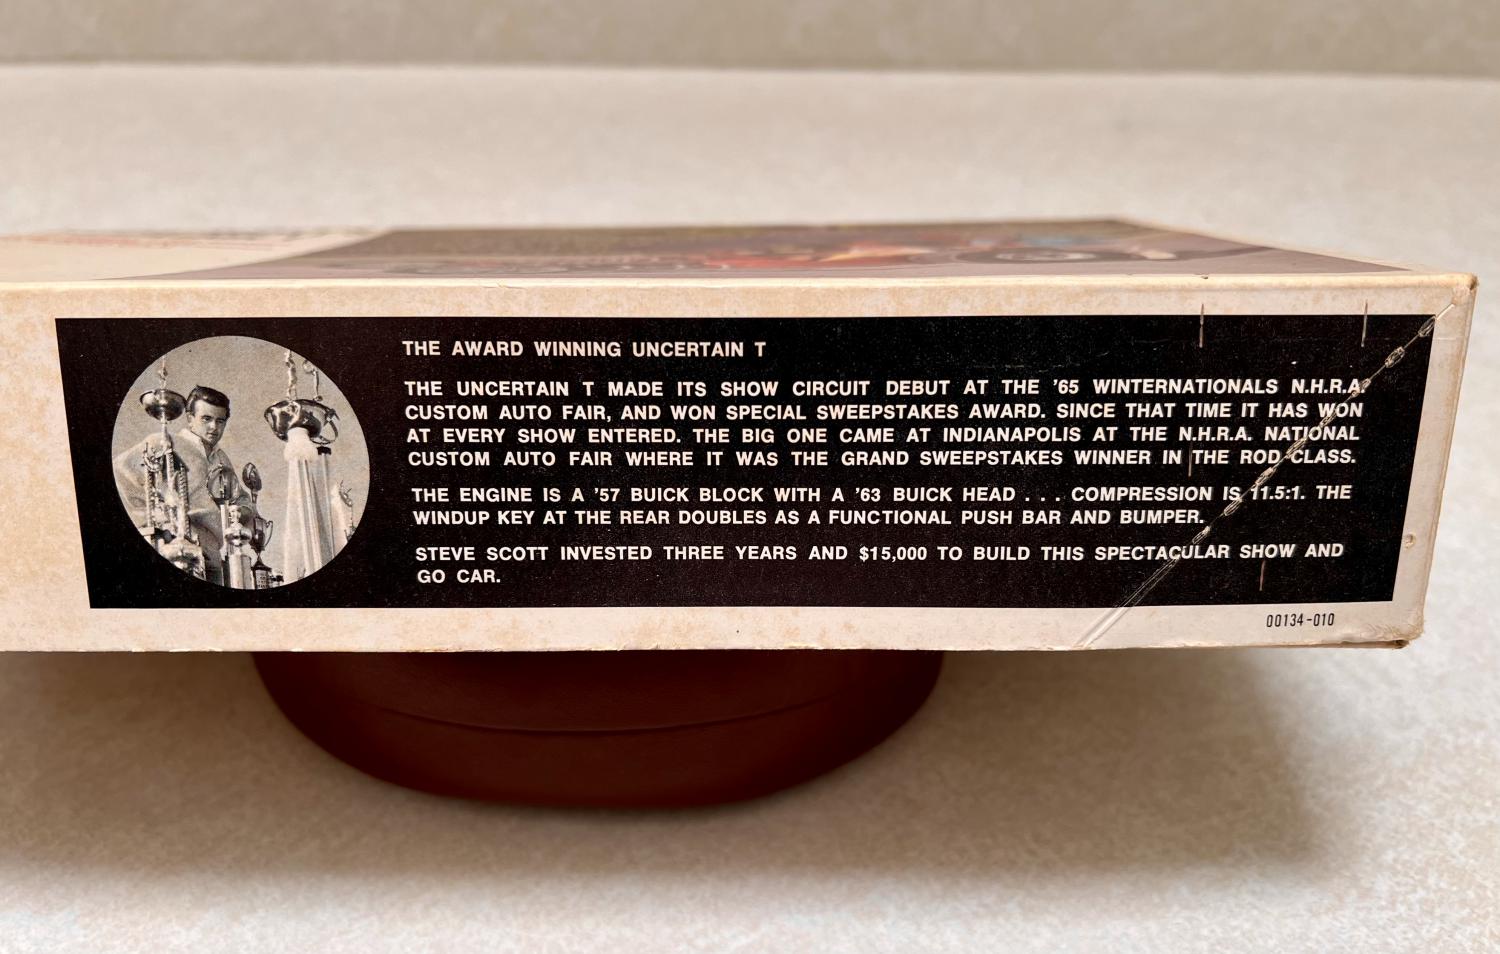 THE AWARD WINNING UNCERTAIN T
THE UNCERTAIN T MADE ITS SHOW CIRCUIT DEBUT AT THE '65 WINTERNATIONALS N.H.R.A.
CUSTOM AUTO FAIR, AND WON SPECIAL SWEEPSTAKES AWARD. SINCE THAT TIME IT HAS WON
AT EVERY SHOW ENTERED. THE BIG ONE CAME AT INDIANAPOLIS AT THE N.H.R.A. NATIONAL
CUSTOM AUTO FAIR WHERE IT WAS THE GRAND SWEEPSTAKES WINNER IN THE ROD CLASS.
THE ENGINE IS A '57 BUICK BLOCK WITH A '63 BUICK HEAD . . . COMPRESSION IS 11.5:1. THE
WINDUP KEY AT THE REAR DOUBLES AS A FUNCTIONAL PUSH BAR AND BUMPER.
STEVE SCOTT INVESTED THREE YEARS AND $15,000 TO BUILD THIS SPECTACULAR SHOW AND
GO CAR.
00134-010